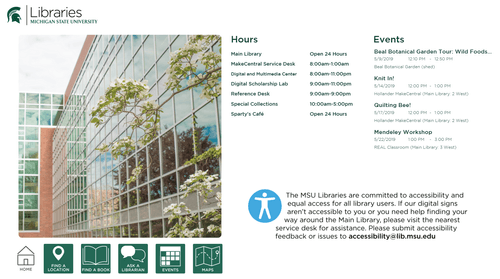 Libraries
MICHIGAN STATE UNIVERSITY
Hours
Main Library Open 24 Hours
MakeCentral Service Desk 8:00am-1:00am
Digital and Multimedia Center 8:00am-11:00pm
Digital Scholarship Lab 9:00am-11:00pm
Reference Desk 9:00am-9:00pm
Special Collections 10:00am-5:00pm
Sparty's Café Open 24 Hours
Events
Beal Botanical Garden Tour: Wild Foods...
5/9/2019 12:10 PM - 12:50 PM
Beal Botanical Garden (shed)
Knit In!
5/14/2019 12:00 PM - 1:00 PM
Hollander MakeCentral (Main Library, 2 West)
Quilting Bee!
12:00 PM - 1:00 PM
Hollander MakeCentral (Main Library, 2 West)
Mendeley Workshop
5/22/2019 1:00 PM - 3:00 PM
REAL Classroom (Main Library, 3 West)
The MSU Libraries are committed to accessibility and
equal access for all library users. If our digital signs
aren't accessible to you or you need help finding your
way around the Main Library, please visit the nearest
service desk for assistance. Please submit accessibility
feedback or issues to accessibility@lib.msu.edu
HOME
FIND A
LOCATION
FIND A BOOK
ASK A
LIBRARIAN
EVENTS
MAPS